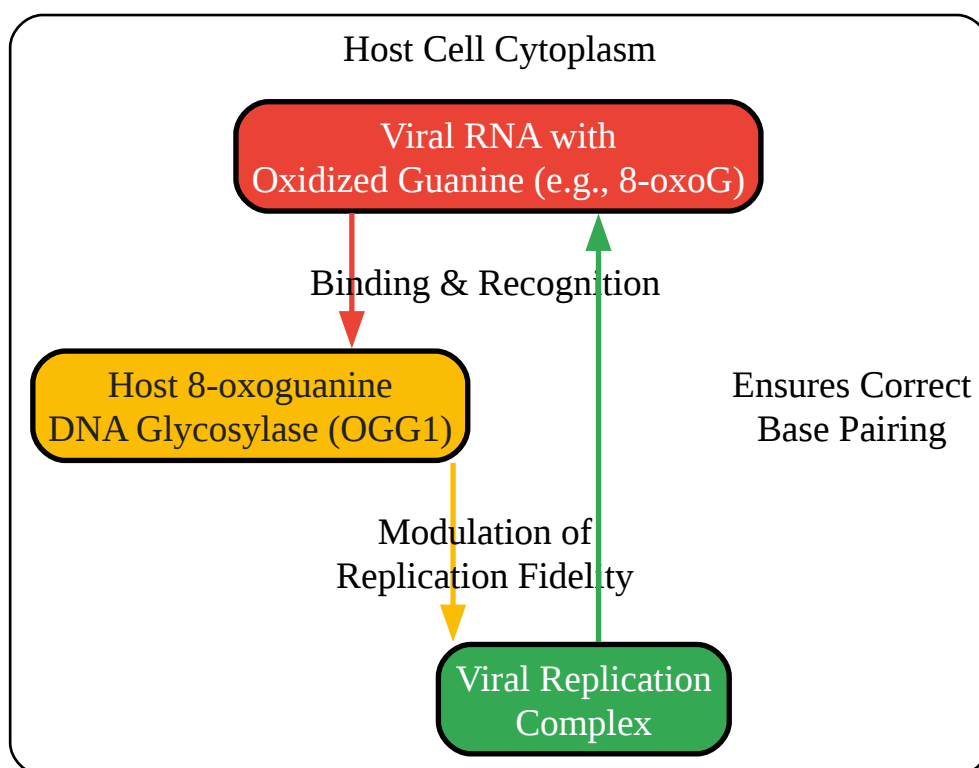 Host Cell Cytoplasm
Viral RNA with
Oxidized Guanine (e.g., 8-oxoG)
Binding & Recognition
Host 8-oxoguanine
DNA Glycosylase (OGG1)
Ensures Correct
Base Pairing
Modulation of
Replication Fidelity
Viral Replication
Complex